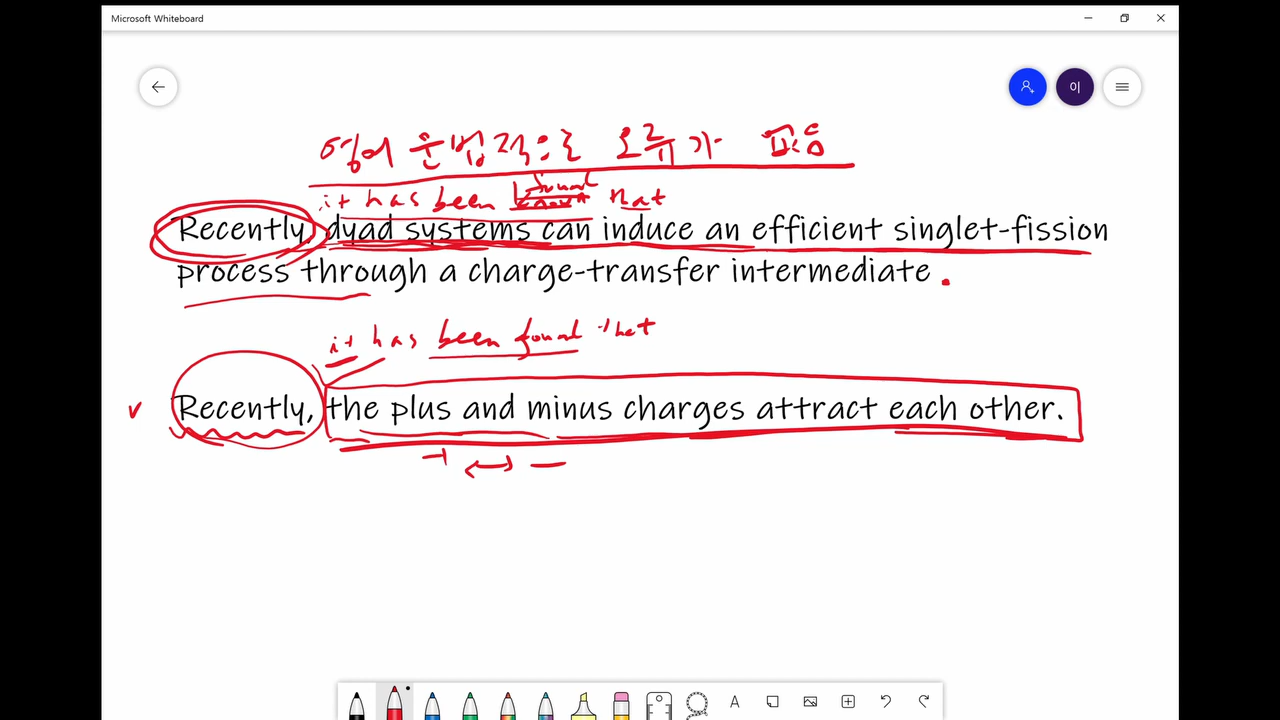 Microsoft Whiteboard
이
영어 문법적으로 오류가 없음
it has been found that
Recently, dyad systems can induce an efficient singlet-fission
process through a charge-transfer intermediate.
it has been found that
✓ Recently, the plus and minus charges attract each other.
+ ↔ −
A